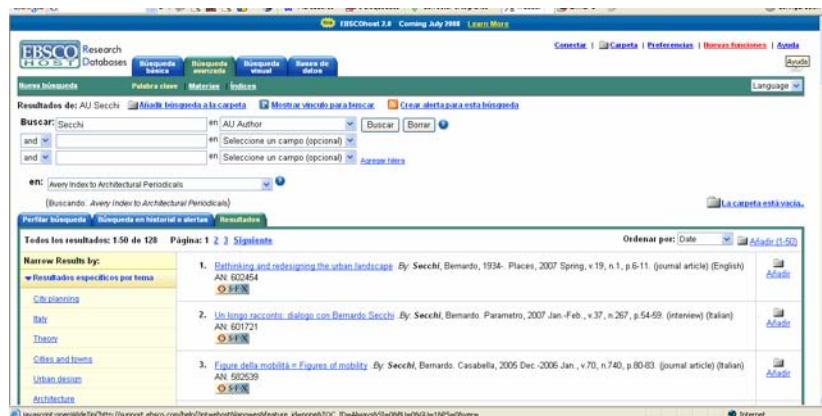 EBSCOhost 2.0 Coming July 2008 Learn More
Conectar | Carpeta | Preferencias | Nuevas funciones | Ayuda
EBSCO HOST Research Databases
Búsqueda básica Búsqueda avanzada Búsqueda visual Bases de datos
Ayuda
Nueva búsqueda Palabra clave | Materias | Índices
Language
Resultados de: AU Secchi Añadir búsqueda a la carpeta Mostrar vínculo para buscar Crear alerta para esta búsqueda
Buscar: Secchi en AU Author Buscar Borrar
and en Seleccione un campo (opcional)
and en Seleccione un campo (opcional) Agregar hilera
en: Avery Index to Architectural Periodicals
(Buscando: Avery Index to Architectural Periodicals)
La carpeta está vacía.
Perfilar búsqueda Búsqueda en historial o alertas Resultados
Todos los resultados: 1-50 de 128 Página: 1 2 3 Siguiente Ordenar por: Date Añadir (1-50)
Narrow Results by:
Resultados específicos por tema
City planning
Italy
Theory
Cities and towns
Urban design
Architecture
1. Rethinking and redesigning the urban landscape .By: Secchi, Bernardo, 1934-. Places, 2007 Spring, v.19, n.1, p.6-11. (journal article) (English)
AN: 602454
S·F·X
Añadir
2. Un longo racconto: dialogo con Bernardo Secchi .By: Secchi, Bernardo. Parametro, 2007 Jan.-Feb., v.37, n.267, p.54-59. (interview) (Italian)
AN: 601721
S·F·X
Añadir
3. Figure della mobilità = Figures of mobility .By: Secchi, Bernardo. Casabella, 2005 Dec.-2006 Jan., v.70, n.740, p.80-83. (journal article) (Italian)
AN: 582539
S·F·X
Añadir
Internet